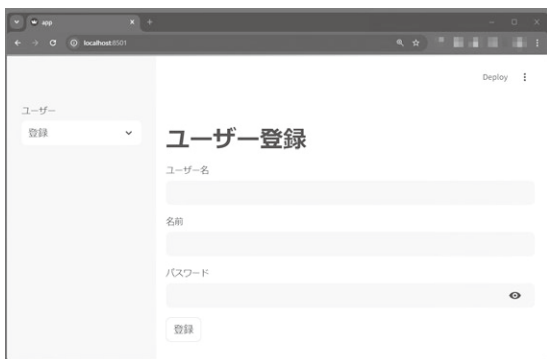 app
localhost:8501
Deploy
ユーザー
登録
ユーザー登録
ユーザー名
名前
パスワード
登録